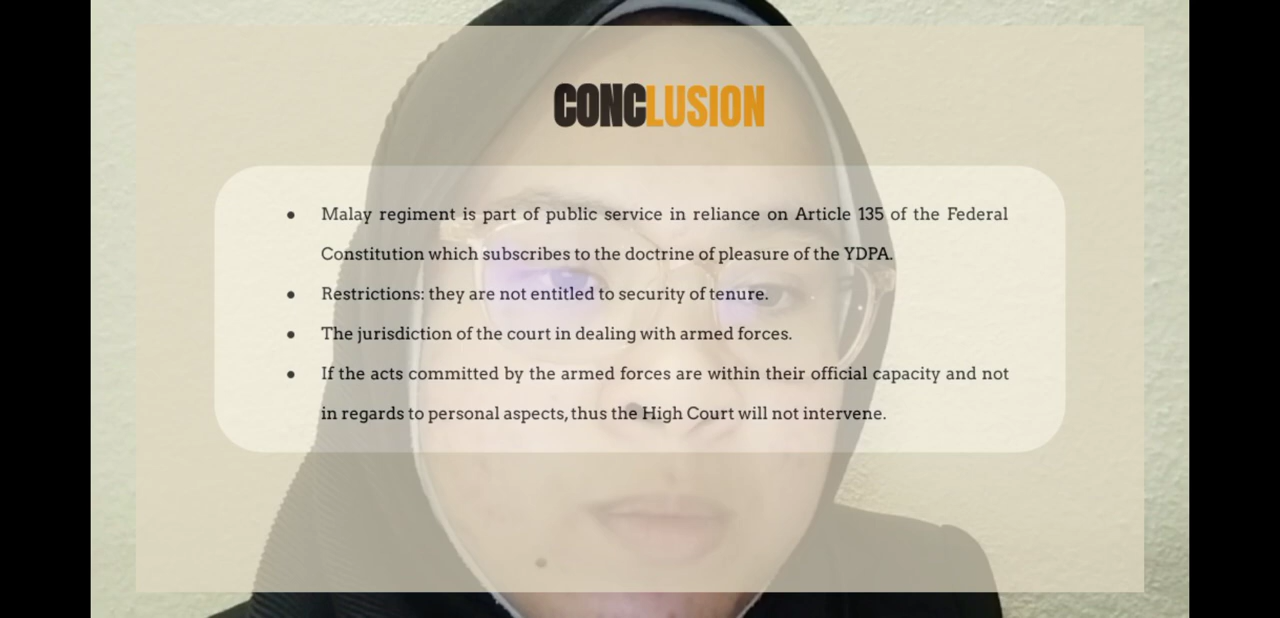 CONCLUSION
● Malay regiment is part of public service in reliance on Article 135 of the Federal
Constitution which subscribes to the doctrine of pleasure of the YDPA.
● Restrictions: they are not entitled to security of tenure.
● The jurisdiction of the court in dealing with armed forces.
● If the acts committed by the armed forces are within their official capacity and not
in regards to personal aspects, thus the High Court will not intervene.